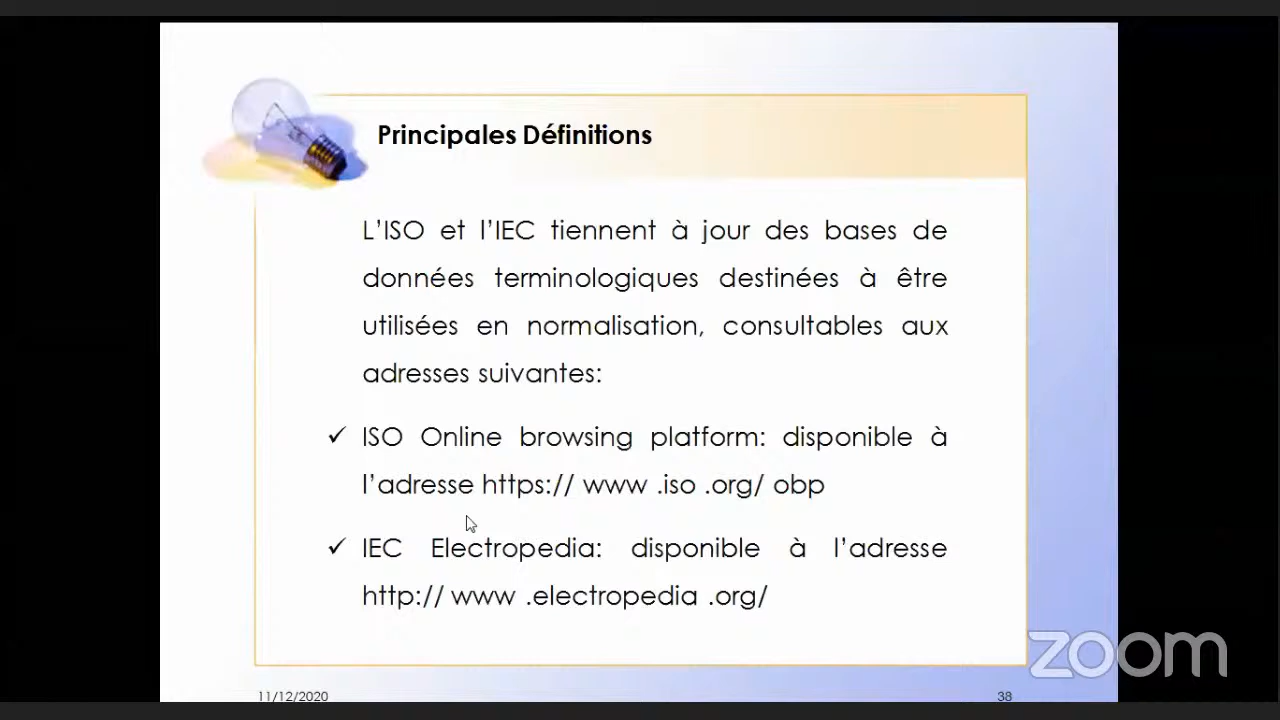 Principales Définitions
L’ISO et l’IEC tiennent à jour des bases de
données terminologiques destinées à être
utilisées en normalisation, consultables aux
adresses suivantes:
✓ ISO Online browsing platform: disponible à
l’adresse https:// www .iso .org/ obp
✓ IEC Electropedia: disponible à l’adresse
http:// www .electropedia .org/
zoom
11/12/2020
38